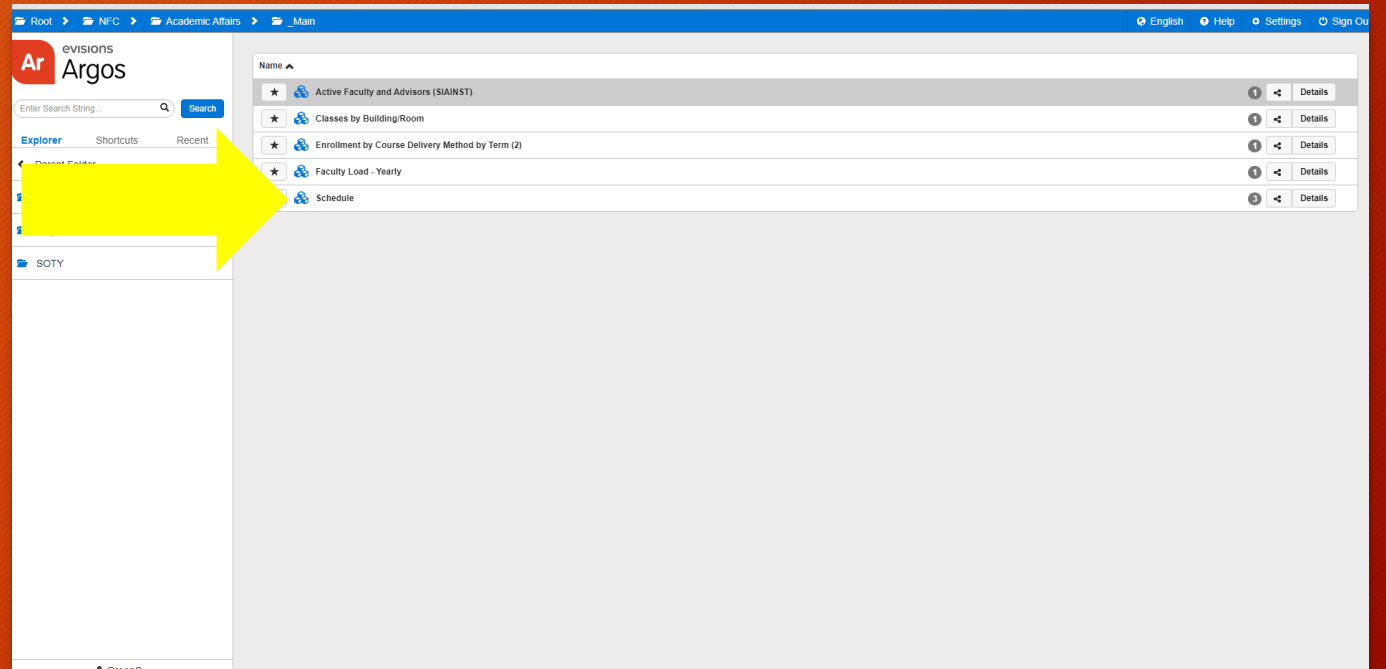 Root NFC Academic Affairs _Main English Help Settings Sign Ou
evisions
Ar Argos
Enter Search String... Search
Explorer Shortcuts Recent
Name
Active Faculty and Advisors (SIAINST) 1 Details
Classes by Building/Room 1 Details
Enrollment by Course Delivery Method by Term (2) 1 Details
Faculty Load - Yearly 1 Details
Schedule 3 Details
SOTY